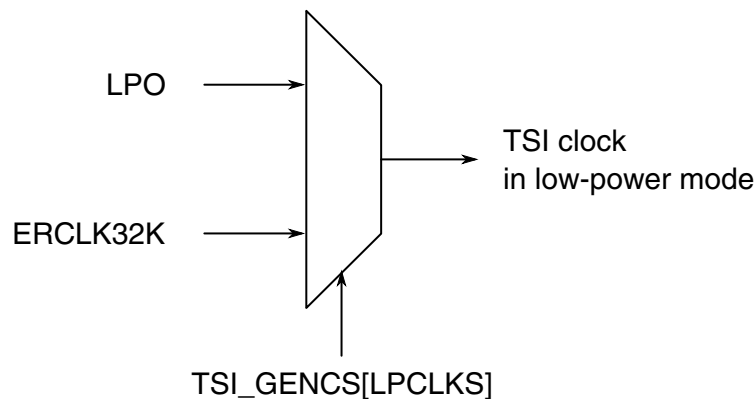 LPO
TSI clock
in low-power mode
ERCLK32K
TSI_GENCS[LPCLKS]